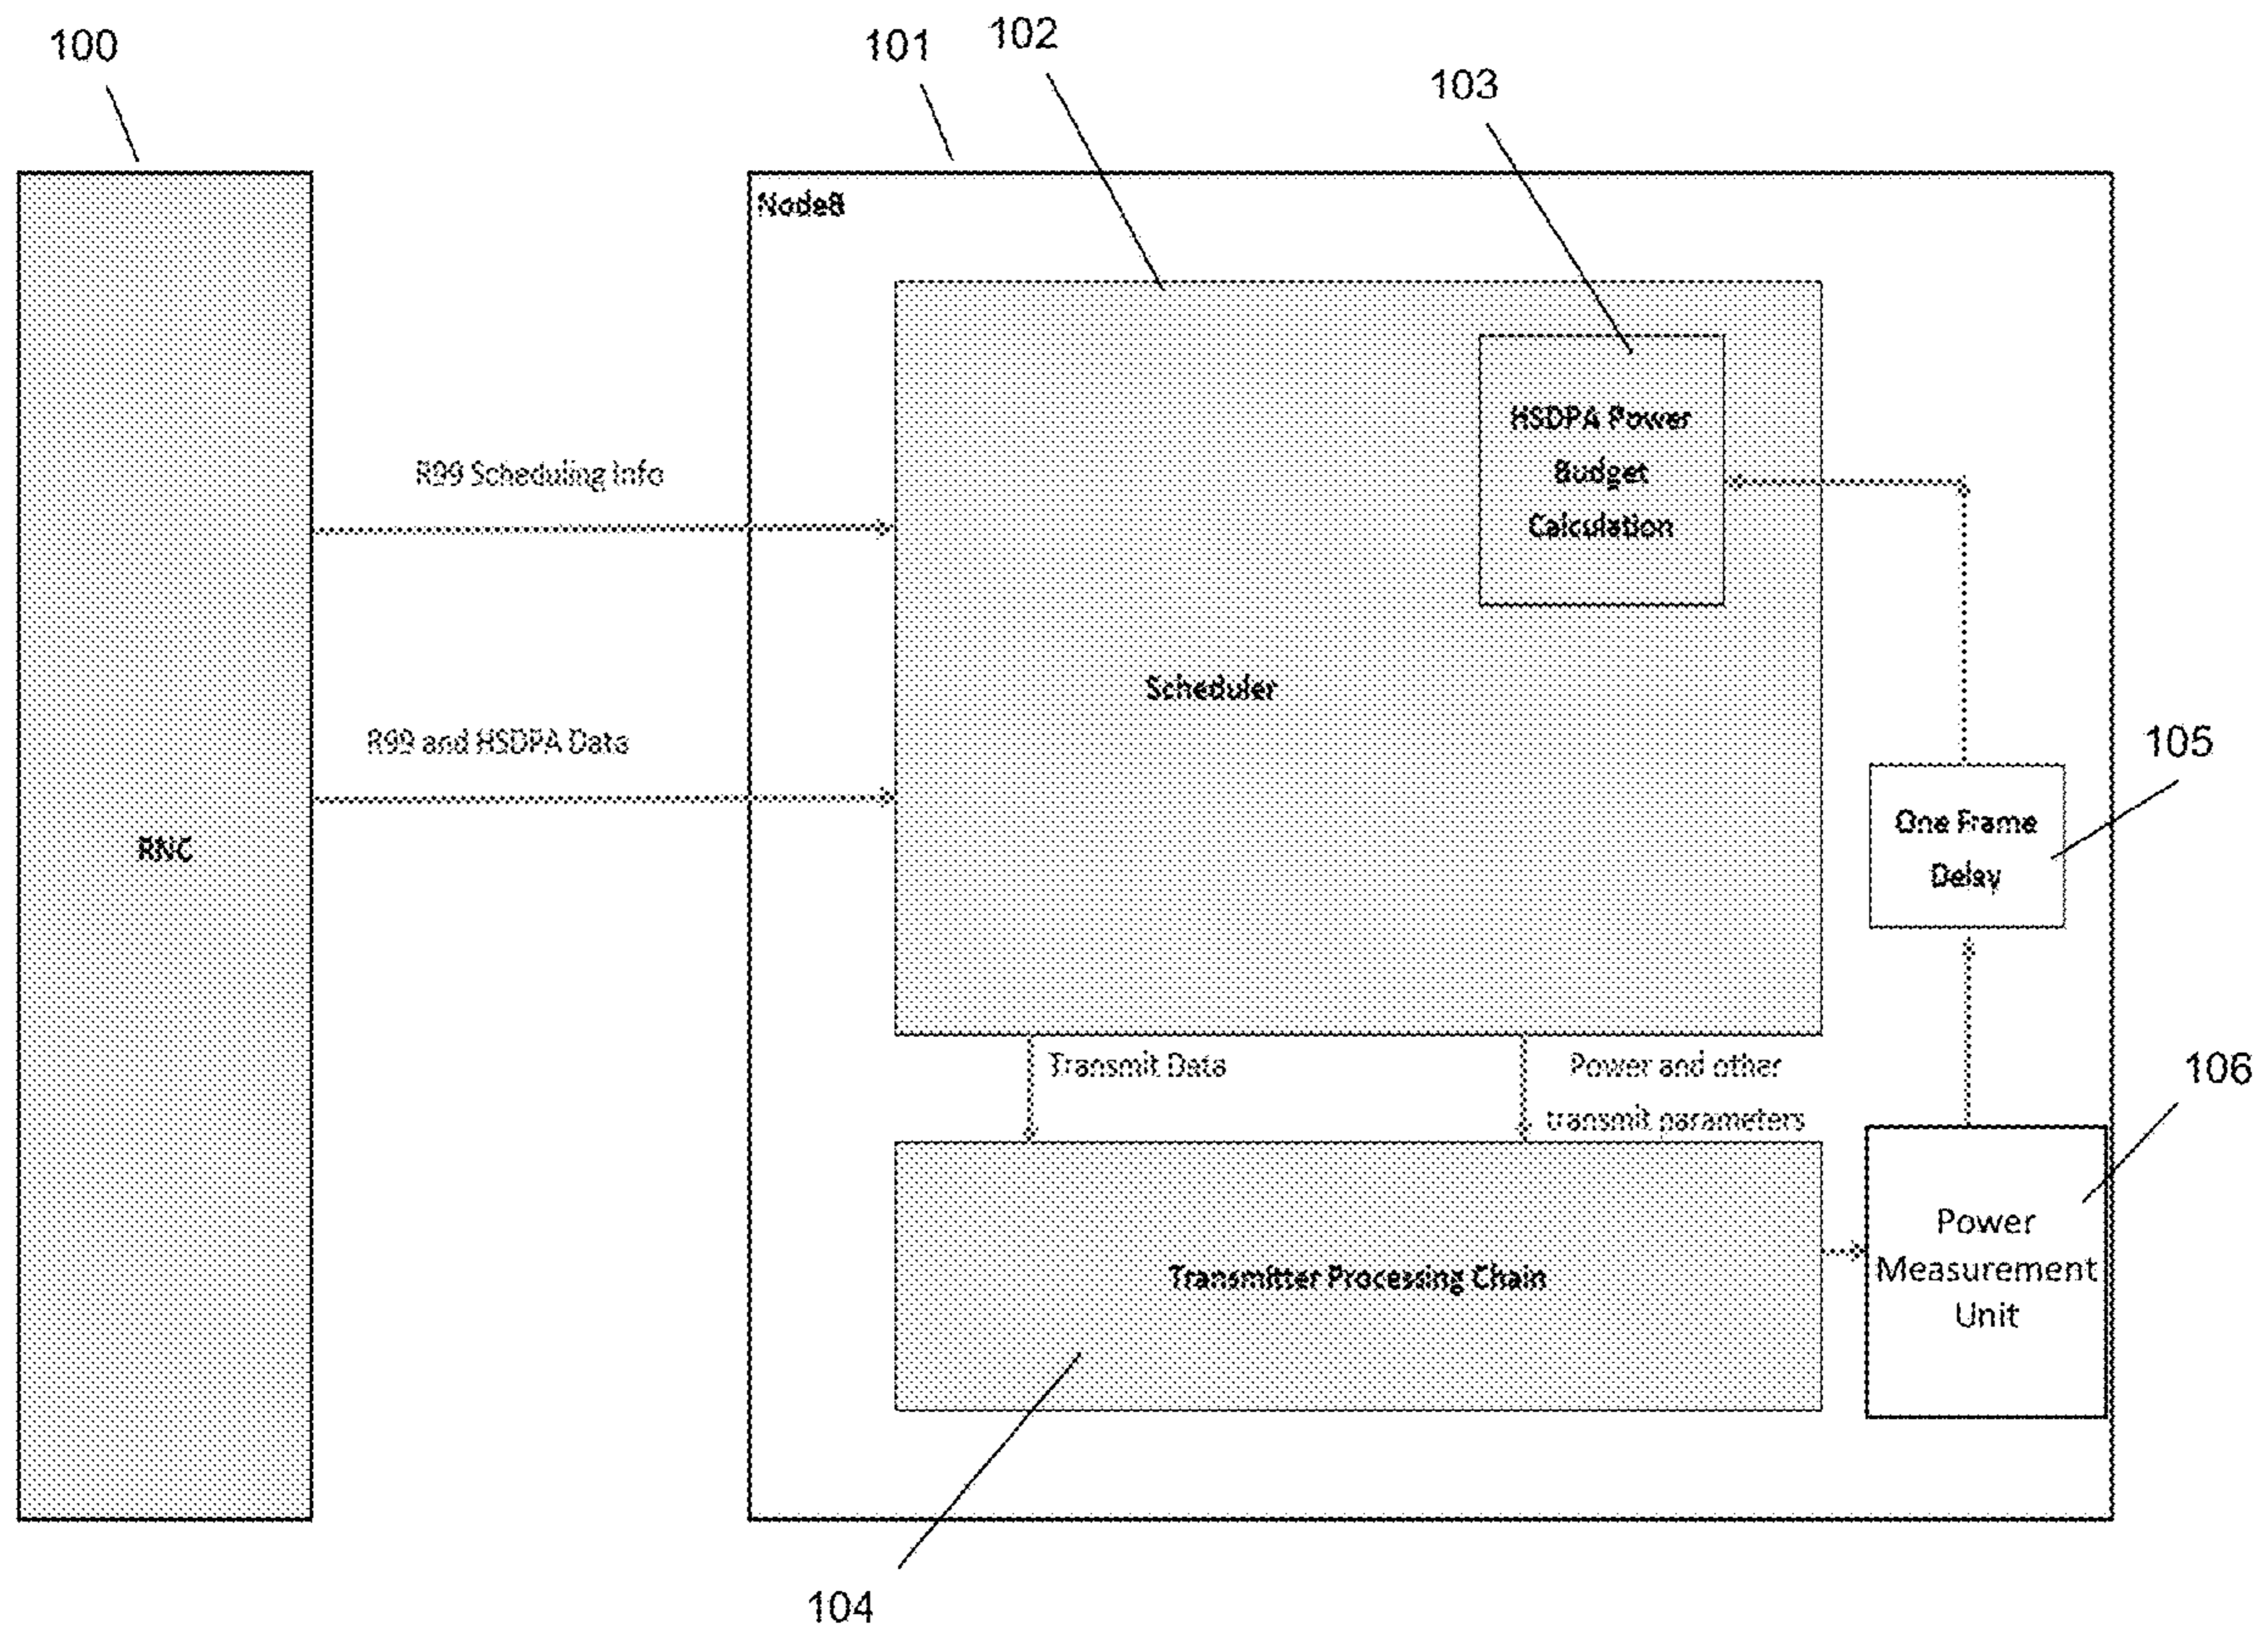 100
101
102
103
NodeB
HSDPA Power
Budget
Calculation
R99 Scheduling Info
Scheduler
R99 and HSDPA Data
105
RNC
One Frame
Delay
Transmit Data
Power and other
transmit parameters
106
Power
Measurement
Unit
Transmitter Processing Chain
104